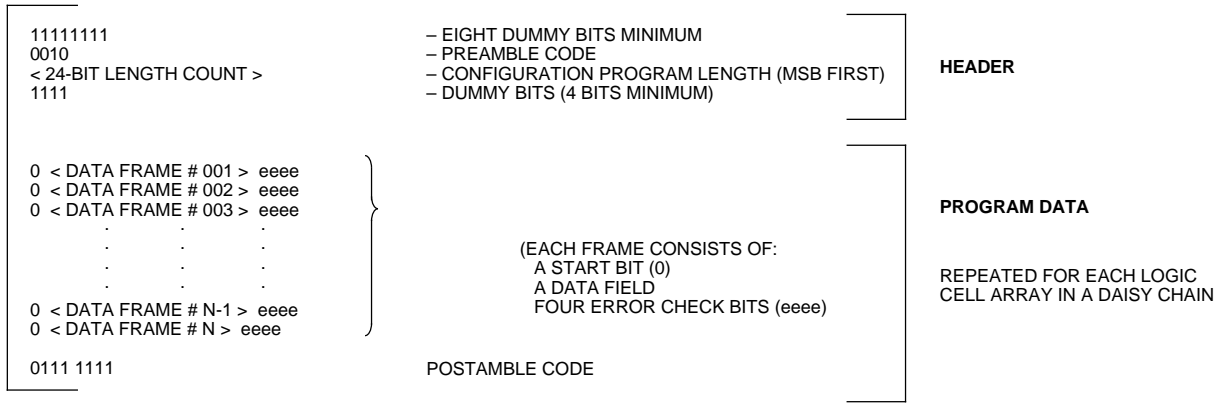 11111111 – EIGHT DUMMY BITS MINIMUM
0010 – PREAMBLE CODE
< 24-BIT LENGTH COUNT > – CONFIGURATION PROGRAM LENGTH (MSB FIRST)
1111 – DUMMY BITS (4 BITS MINIMUM)
HEADER
0 < DATA FRAME # 001 > eeee
0 < DATA FRAME # 002 > eeee
0 < DATA FRAME # 003 > eeee
. . .
. . .
. . .
. . .
0 < DATA FRAME # N-1 > eeee
0 < DATA FRAME # N > eeee
(EACH FRAME CONSISTS OF:
A START BIT (0)
A DATA FIELD
FOUR ERROR CHECK BITS (eeee)
PROGRAM DATA
REPEATED FOR EACH LOGIC
CELL ARRAY IN A DAISY CHAIN
0111 1111 POSTAMBLE CODE